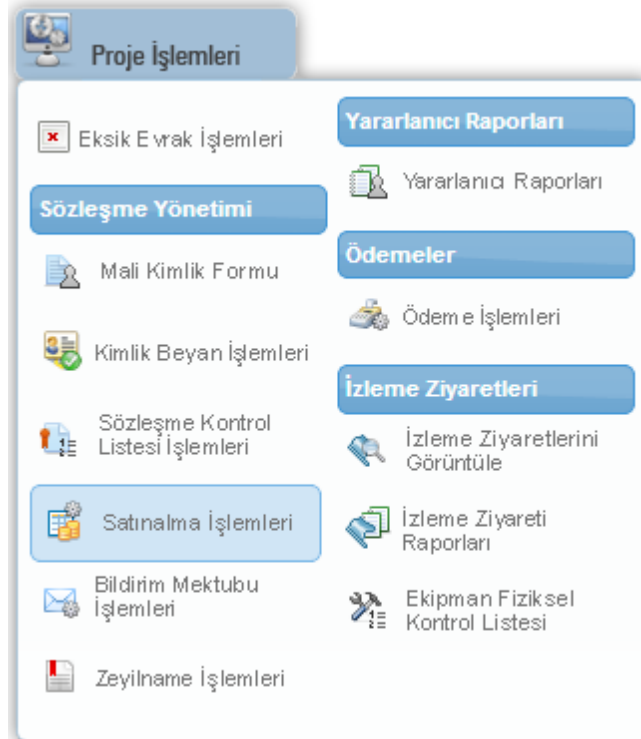 Proje İşlemleri
Eksik Evrak İşlemleri
Sözleşme Yönetimi
Mali Kimlik Formu
Kimlik Beyan İşlemleri
Sözleşme Kontrol
Listesi İşlemleri
Satınalma İşlemleri
Bildirim Mektubu
İşlemleri
Zeyilname İşlemleri
Yararlanıcı Raporları
Yararlanıcı Raporları
Ödemeler
Ödeme İşlemleri
İzleme Ziyaretleri
İzleme Ziyaretlerini
Görüntüle
İzleme Ziyareti
Raporları
Ekipman Fiziksel
Kontrol Listesi